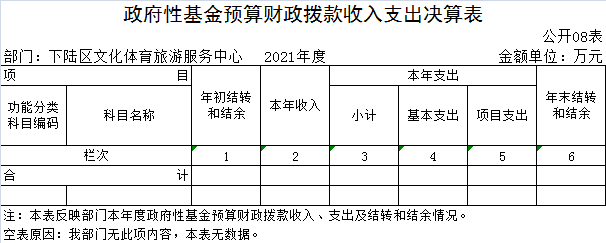 政府性基金预算财政拨款收入支出决算表
公开08表
部门：下陆区文化体育旅游服务中心 2021年度 金额单位：万元
项 目 年初结转和结余 本年收入 本年支出 年末结转和结余
功能分类科目编码 科目名称 小计 基本支出 项目支出
栏次 1 2 3 4 5 6
合 计
注：本表反映部门本年度政府性基金预算财政拨款收入、支出及结转和结余情况。
空表原因：我部门无此项内容，本表无数据。